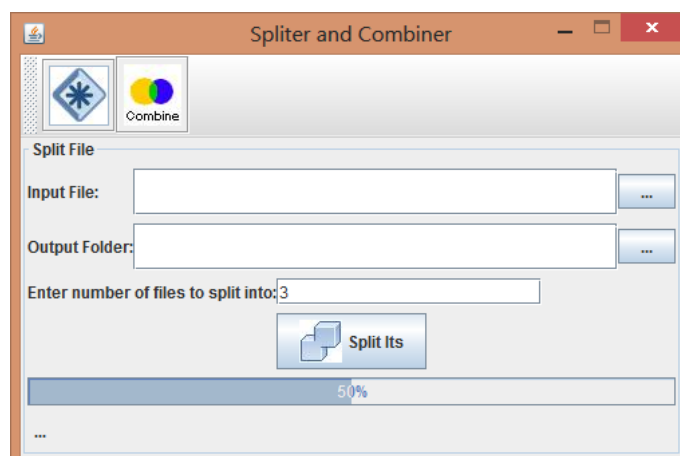 Spliter and Combiner
Combine
Split File
Input File:
...
Output Folder:
...
Enter number of files to split into: 3
Split Its
50%
...